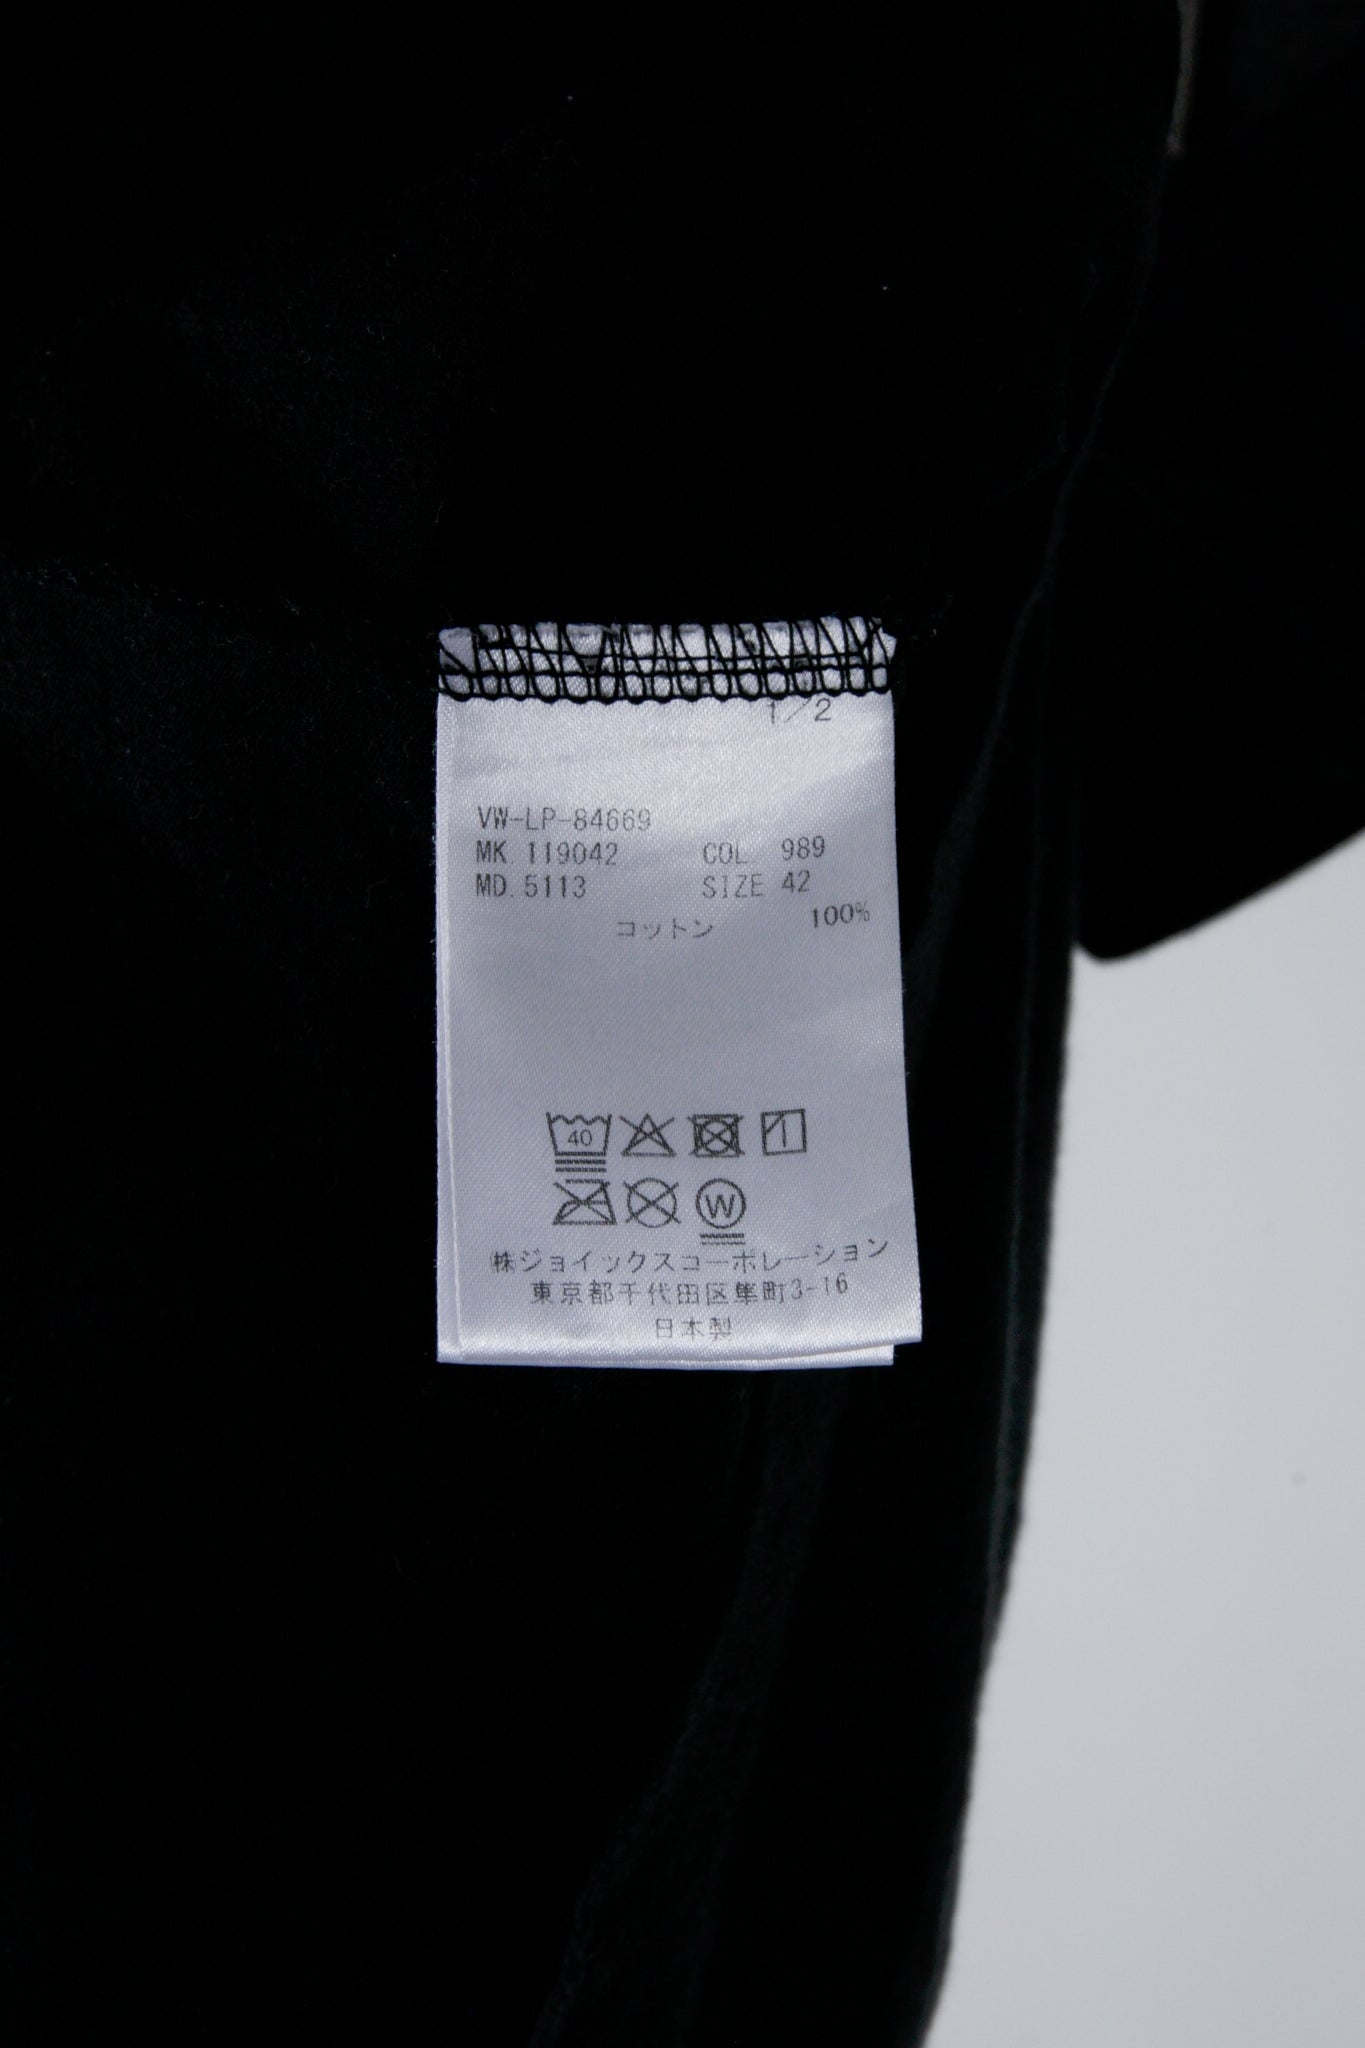 1/2
VW-LP-84669
MK 119042 COL 989
MD. 5113 SIZE 42
コットン 100%
40
W
㈱ジョイックスコーポレーション
東京都千代田区隼町3-16
日本製